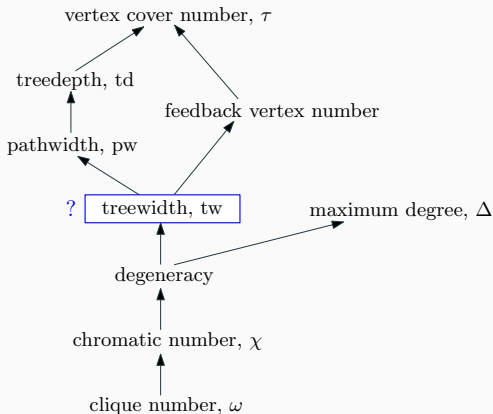 vertex cover number, τ
treedepth, td
feedback vertex number
pathwidth, pw
? treewidth, tw
maximum degree, Δ
degeneracy
chromatic number, χ
clique number, ω